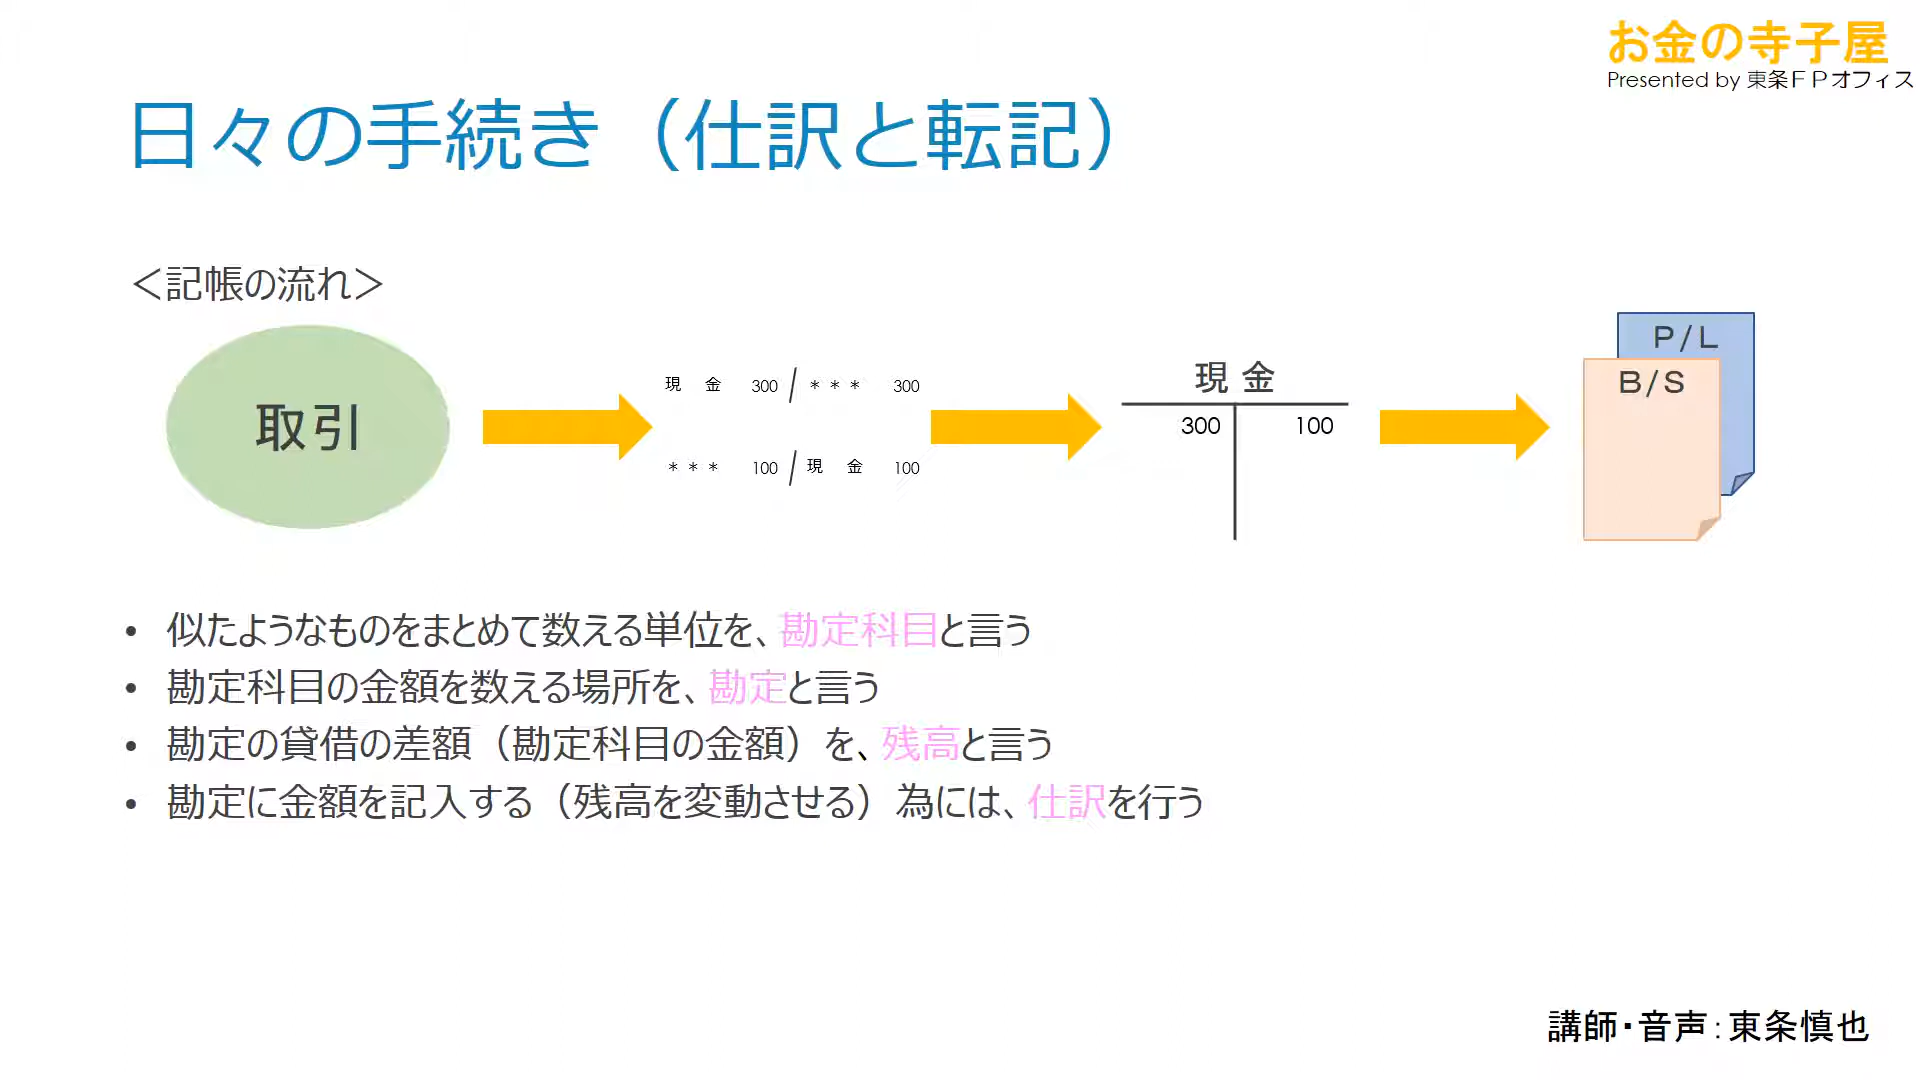 お金の寺子屋
Presented by 東条ＦＰオフィス
日々の手続き（仕訳と転記）
＜記帳の流れ＞
取引
現 金 300 / ＊＊＊ 300
＊＊＊ 100 / 現 金 100
現 金
300 100
P/L
B/S
• 似たようなものをまとめて数える単位を、勘定科目と言う
• 勘定科目の金額を数える場所を、勘定と言う
• 勘定の貸借の差額（勘定科目の金額）を、残高と言う
• 勘定に金額を記入する（残高を変動させる）為には、仕訳を行う
講師・音声：東条慎也